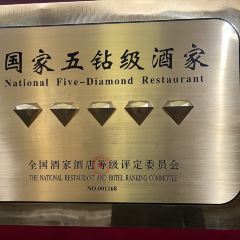 国家五钻级酒家
National Five-Diamond Restaurant
全国酒家酒店等级评定委员会
THE NATIONAL RESTAURANT AND HOTEL RANKING COMMITTEE
NO.001168